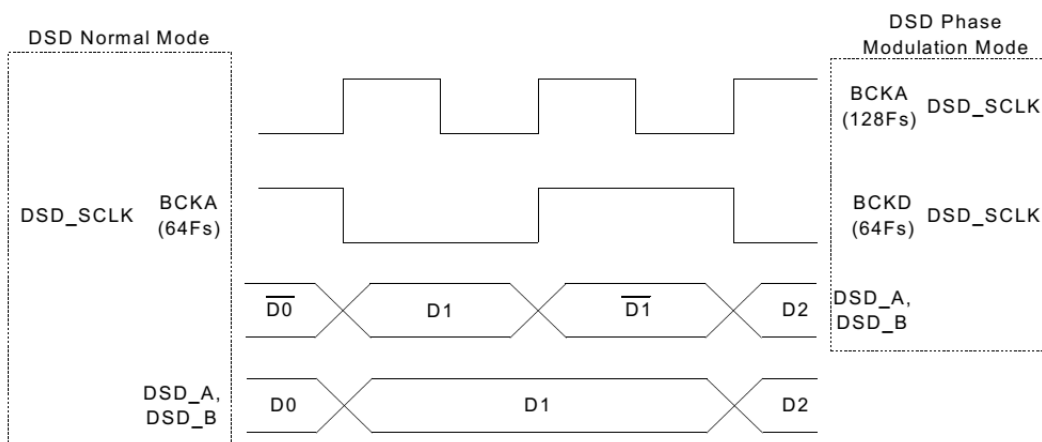 DSD Normal Mode
DSD Phase
Modulation Mode
BCKA
(128Fs)
DSD_SCLK
DSD_SCLK
BCKA
(64Fs)
BCKD
(64Fs)
DSD_SCLK
D0
D1
D1
D2
DSD_A,
DSD_B
DSD_A,
DSD_B
D0
D1
D2